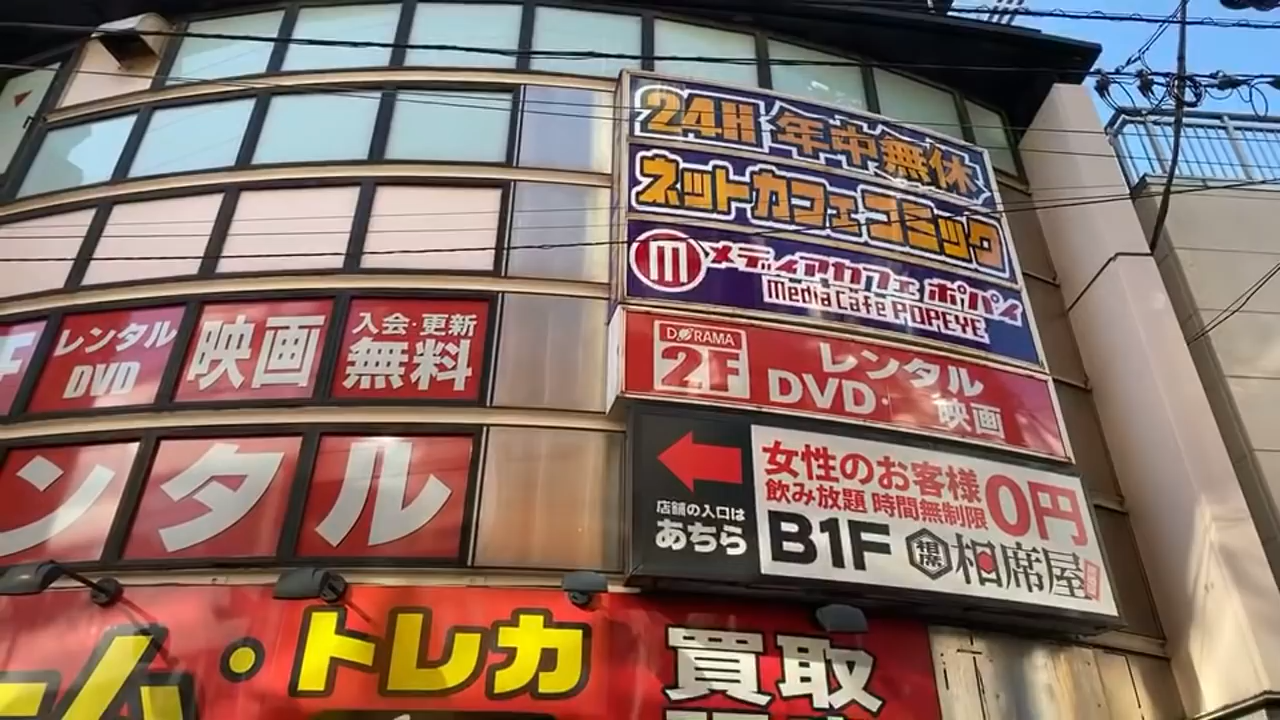 24H 年中無休
ネットカフェ・コミック
m メディアカフェ ポパイ
Media Cafe POPEYE
DORAMA
2F
レンタル
DVD・映画
レンタル
DVD
映画
入会・更新
無料
ンタル
店舗の入口は
あちら
女性のお客様
飲み放題 時間無制限
0円
B1F
相席
相席屋
ム・トレカ
買取